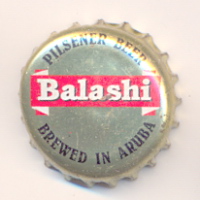 PILSENER BEER
Balashi
BREWED IN ARUBA